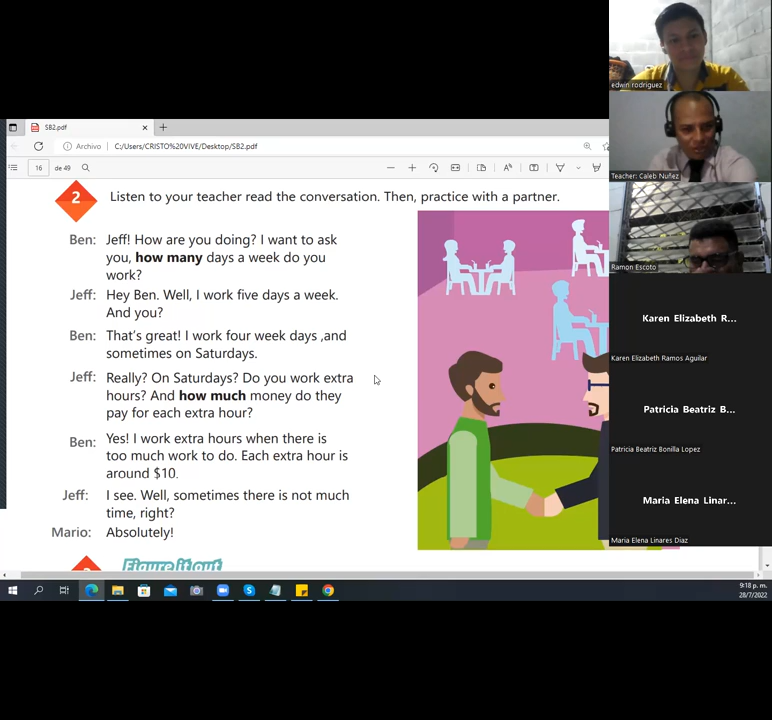 SB2.pdf
Archivo
C:/Users/CRISTO%20VIVE/Desktop/SB2.pdf
16
de 49
2
Listen to your teacher read the conversation. Then, practice with a partner.
Ben: Jeff! How are you doing? I want to ask
you, how many days a week do you
work?
Jeff: Hey Ben. Well, I work five days a week.
And you?
Ben: That's great! I work four week days ,and
sometimes on Saturdays.
Jeff: Really? On Saturdays? Do you work extra
hours? And how much money do they
pay for each extra hour?
Ben: Yes! I work extra hours when there is
too much work to do. Each extra hour is
around $10.
Jeff: I see. Well, sometimes there is not much
time, right?
Mario: Absolutely!
Figure it out
edwin rodriguez
Teacher: Caleb Nuñez
Ramon Escoto
Karen Elizabeth R...
Karen Elizabeth Ramos Aguilar
Patricia Beatriz B...
Patricia Beatriz Bonilla Lopez
Maria Elena Linar...
Maria Elena Linares Diaz
9:18 p. m.
28/7/2022